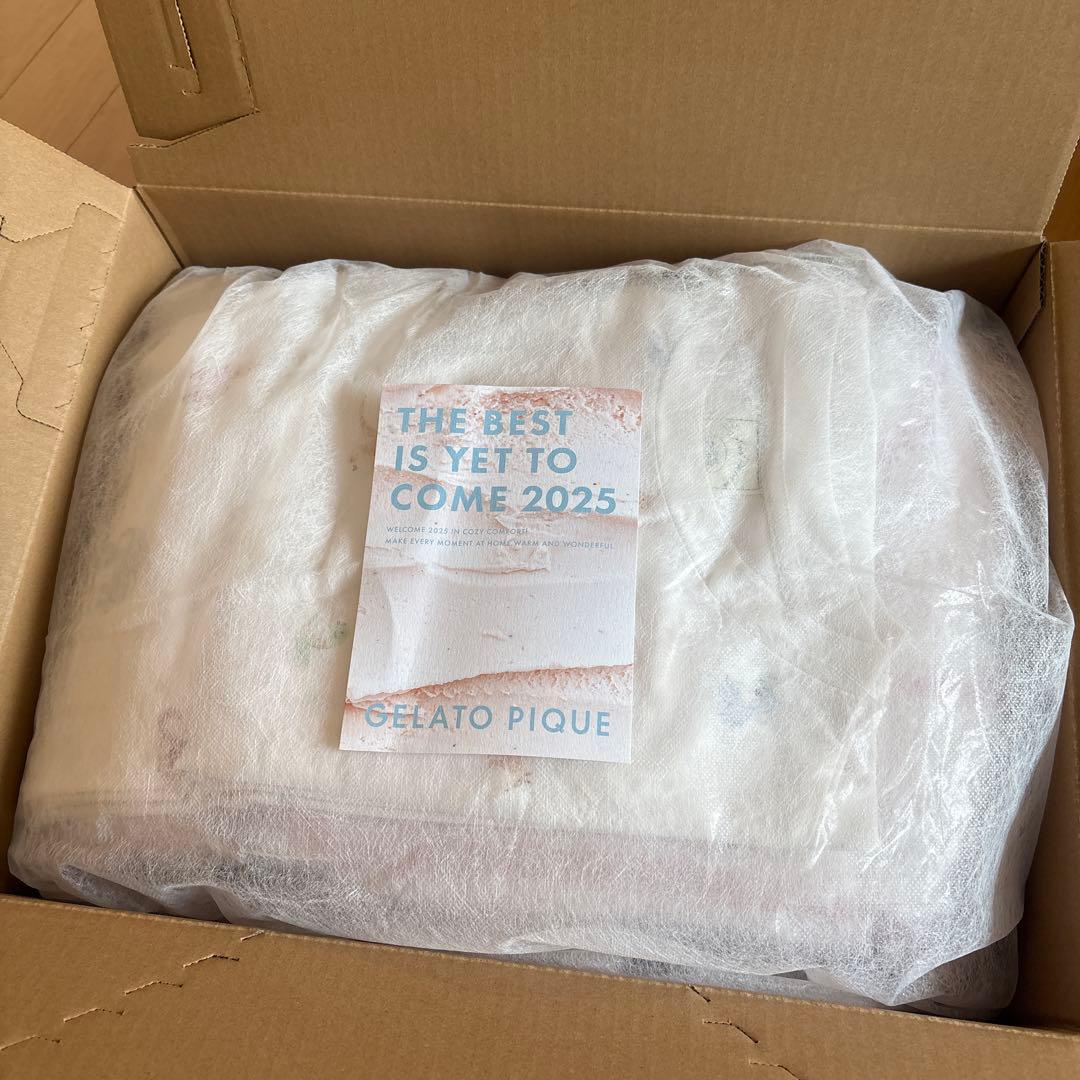 THE BEST
IS YET TO
COME 2025
WELCOME 2025 IN COZY COMFORT!
MAKE EVERY MOMENT AT HOME WARM AND WONDERFUL.
GELATO PIQUE